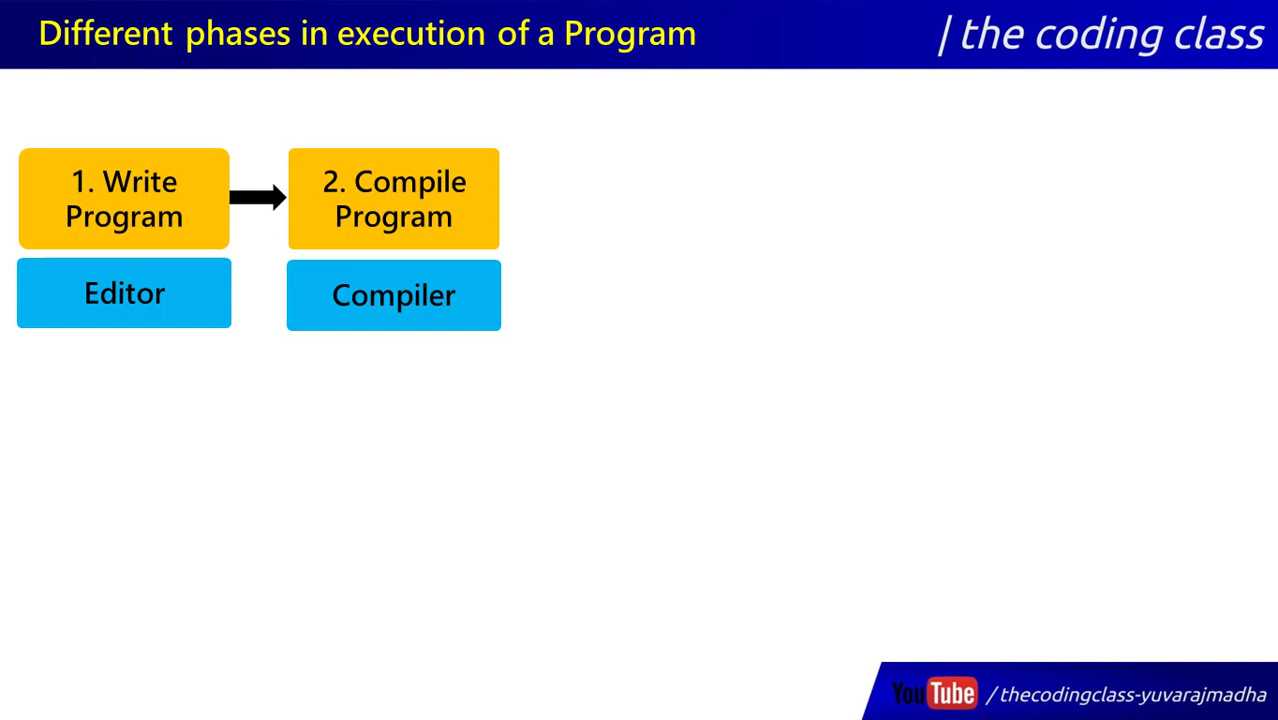 Different phases in execution of a Program
/ the coding class
1. Write
Program
2. Compile
Program
Editor
Compiler
YouTube /thecodingclass-yuvarajmadha